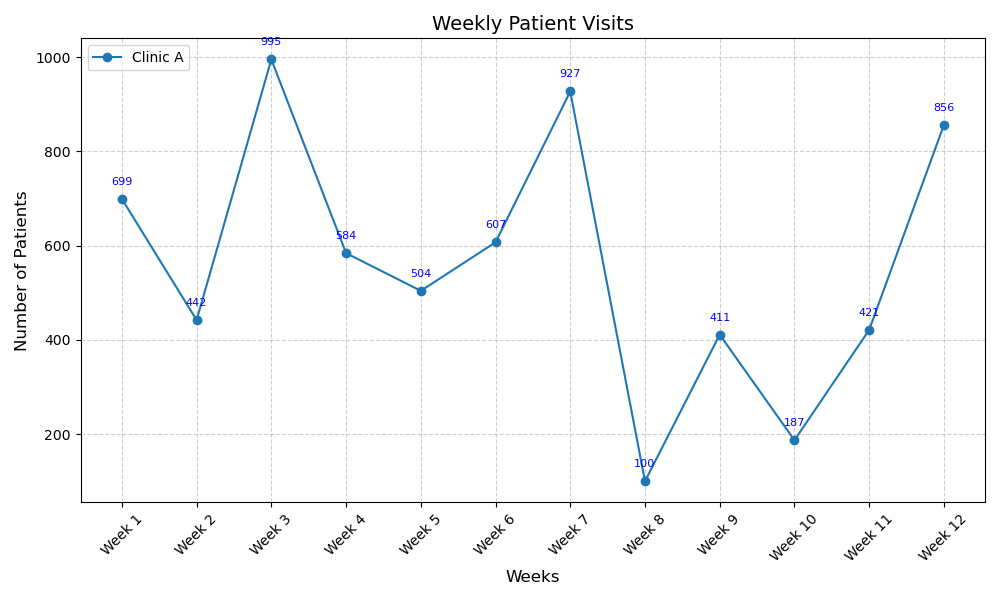 Weekly Patient Visits
Clinic A
Number of Patients
1000
800
600
400
200
699
442
995
584
504
607
927
100
411
187
421
856
Week 1
Week 2
Week 3
Week 4
Week 5
Week 6
Week 7
Week 8
Week 9
Week 10
Week 11
Week 12
Weeks